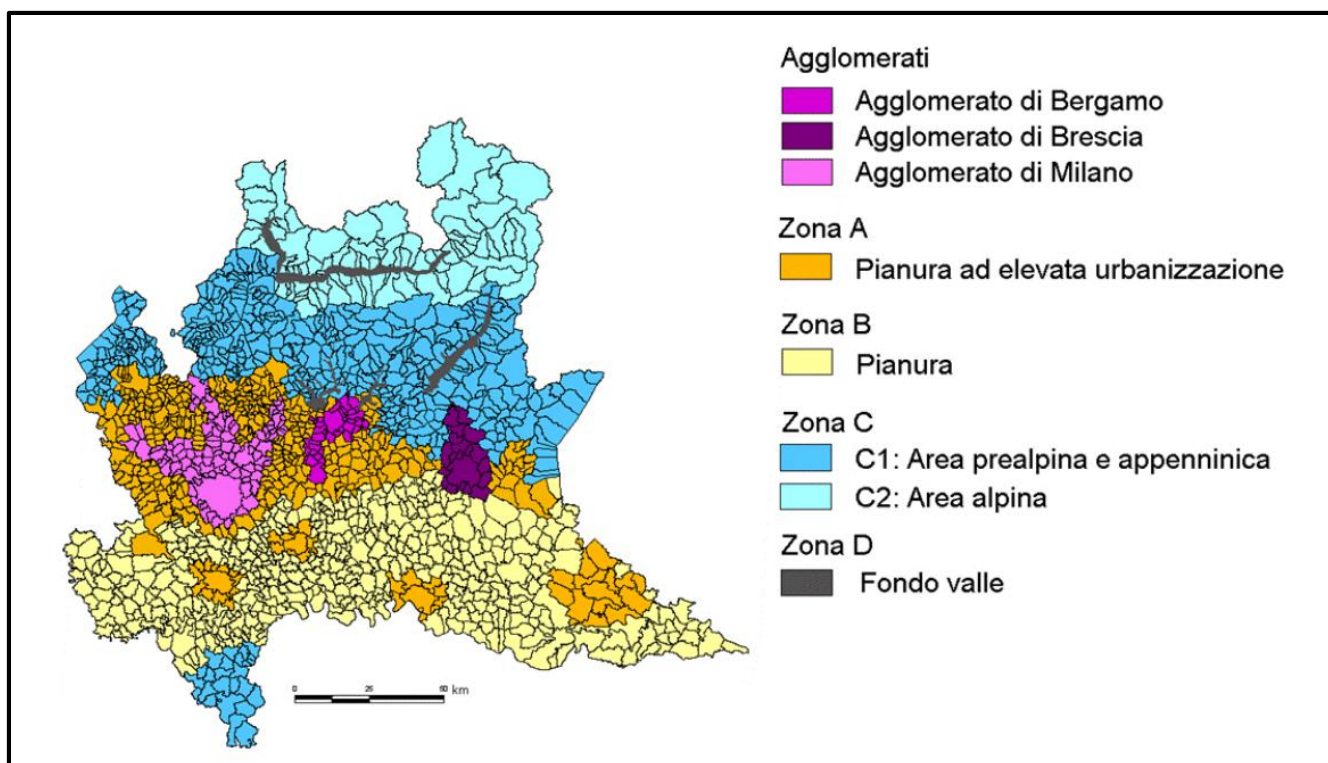 Agglomerati
Agglomerato di Bergamo
Agglomerato di Brescia
Agglomerato di Milano
Zona A
Pianura ad elevata urbanizzazione
Zona B
Pianura
Zona C
C1: Area prealpina e appenninica
C2: Area alpina
Zona D
Fondo valle
0 25 50 km